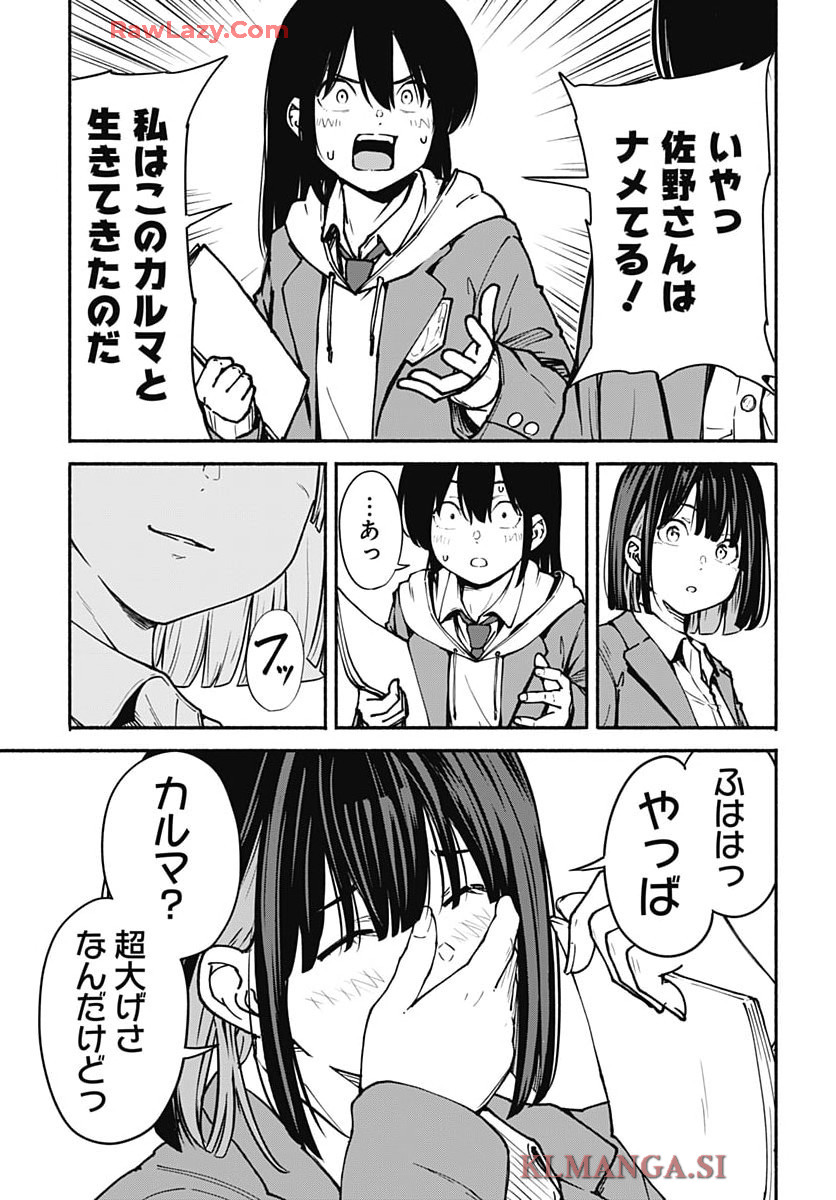 RawLazy.Com
いやっ
佐野さんは
ナメてる！
私はこのカルマと
生きてきたのだ
…あっ
フッ
ふははっ
やっば
カルマ？
超大げさ
なんだけどっ
KLMANGA.SI